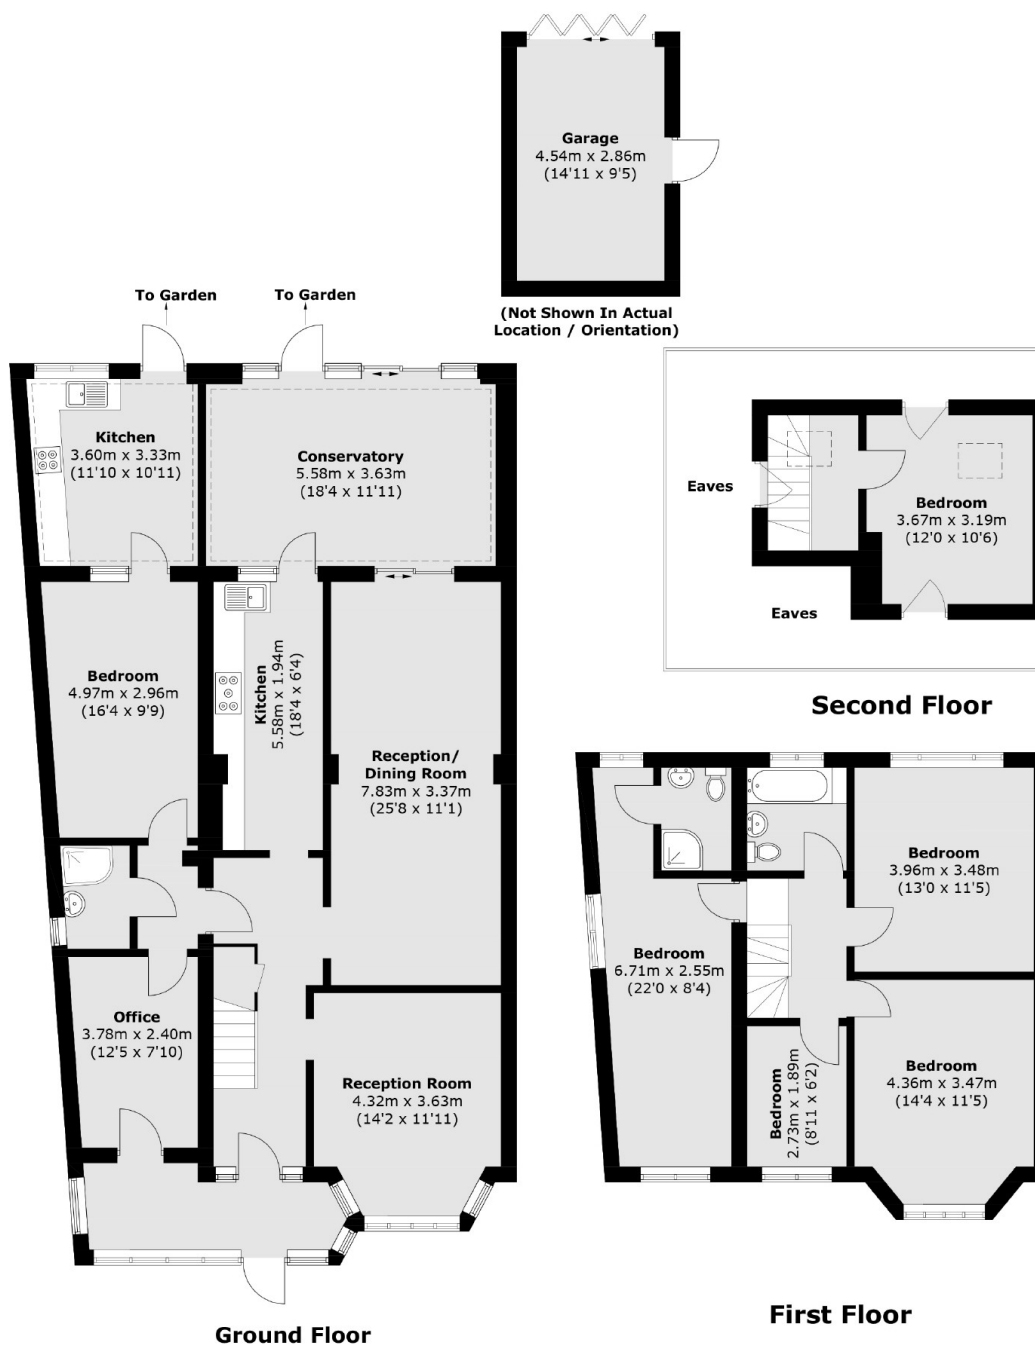 Garage
4.54m x 2.86m
(14'11 x 9'5)
(Not Shown In Actual
Location / Orientation)
To Garden
To Garden
Kitchen
3.60m x 3.33m
(11'10 x 10'11)
Conservatory
5.58m x 3.63m
(18'4 x 11'11)
Bedroom
4.97m x 2.96m
(16'4 x 9'9)
Kitchen
5.58m x 1.94m
(18'4 x 6'4)
Reception/
Dining Room
7.83m x 3.37m
(25'8 x 11'1)
Office
3.78m x 2.40m
(12'5 x 7'10)
Reception Room
4.32m x 3.63m
(14'2 x 11'11)
Ground Floor
Eaves
Bedroom
3.67m x 3.19m
(12'0 x 10'6)
Eaves
Second Floor
Bedroom
3.96m x 3.48m
(13'0 x 11'5)
Bedroom
6.71m x 2.55m
(22'0 x 8'4)
Bedroom
2.73m x 1.89m
(8'11 x 6'2)
Bedroom
4.36m x 3.47m
(14'4 x 11'5)
First Floor